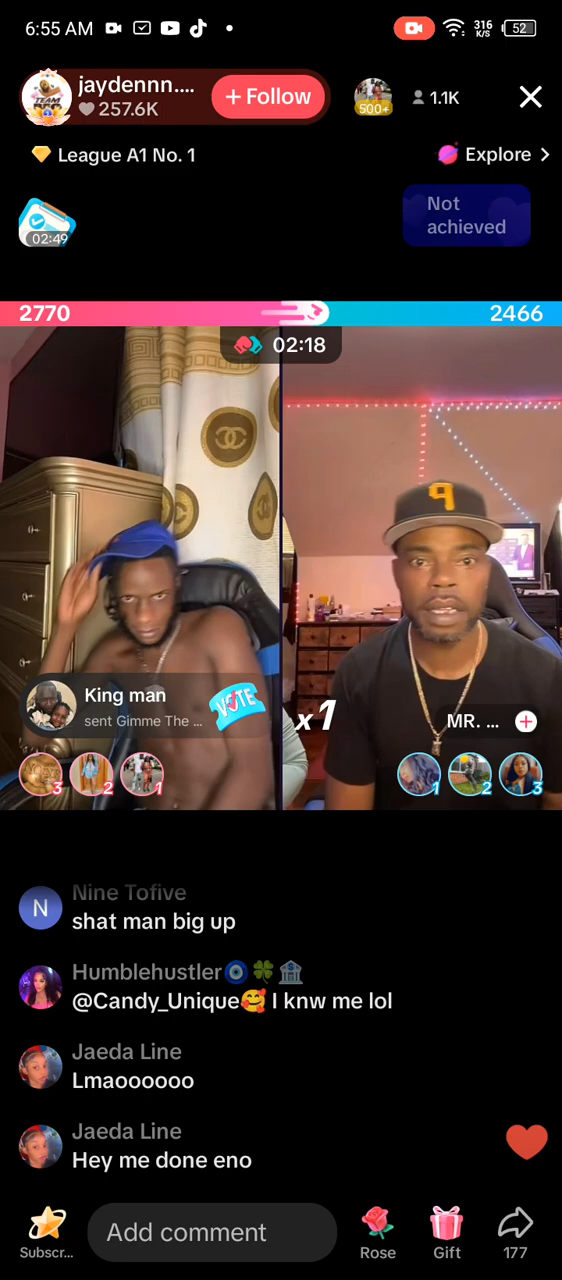 6:55 AM
316
K/S
52
jaydennn....
257.6K
+ Follow
500+
1.1K
League A1 No. 1
Explore >
02:49
Not
achieved
2770
2466
02:18
P
King man
sent Gimme The ...
VOTE
x1
MR. ...
3
2
1
1
2
3
Nine Tofive
N
shat man big up
Humblehustler🧿🍀🏦
@Candy_Unique🥰 I knw me lol
Jaeda Line
Lmaoooooo
Jaeda Line
Hey me done eno
Subscr...
Add comment
Rose
Gift
177